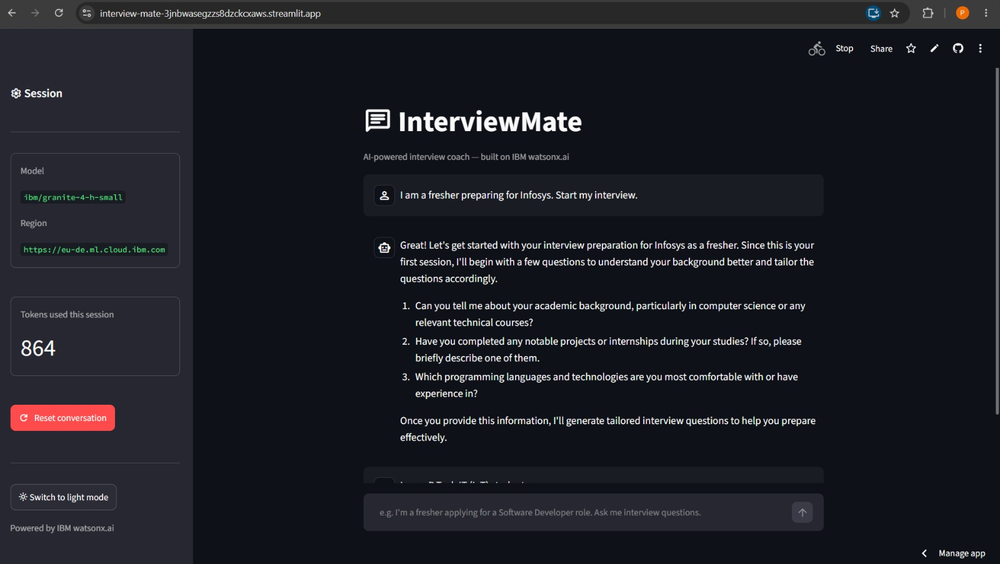 interview-mate-3jnbwasegzzs8dzckcxaws.streamlit.app
P
Stop
Share
Session
Model
ibm/granite-4-h-small
Region
https://eu-de.ml.cloud.ibm.com
Tokens used this session
864
Reset conversation
Switch to light mode
Powered by IBM watsonx.ai
InterviewMate
AI-powered interview coach — built on IBM watsonx.ai
I am a fresher preparing for Infosys. Start my interview.
Great! Let's get started with your interview preparation for Infosys as a fresher. Since this is your
first session, I'll begin with a few questions to understand your background better and tailor the
questions accordingly.
1. Can you tell me about your academic background, particularly in computer science or any
relevant technical courses?
2. Have you completed any notable projects or internships during your studies? If so, please
briefly describe one of them.
3. Which programming languages and technologies are you most comfortable with or have
experience in?
Once you provide this information, I'll generate tailored interview questions to help you prepare
effectively.
e.g. I'm a fresher applying for a Software Developer role. Ask me interview questions.
Manage app